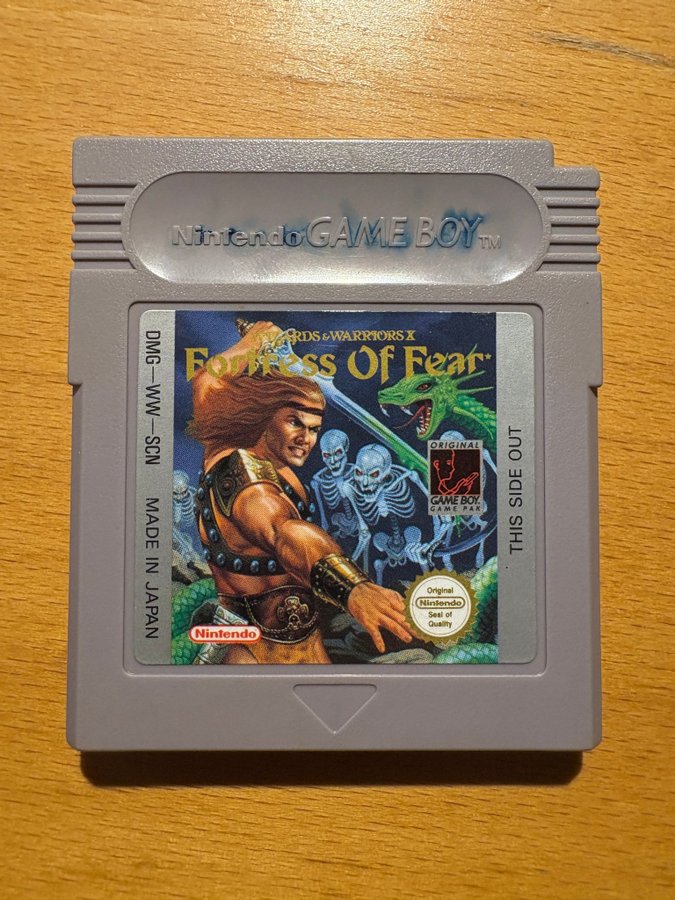 Nintendo GAME BOY TM
WIZARDS & WARRIORS X
Fortress Of Fear*
DMG-WW-SCN MADE IN JAPAN
ORIGINAL
GAME BOY
GAME PAK
THIS SIDE OUT
Original
Nintendo
Seal of
Quality
Nintendo